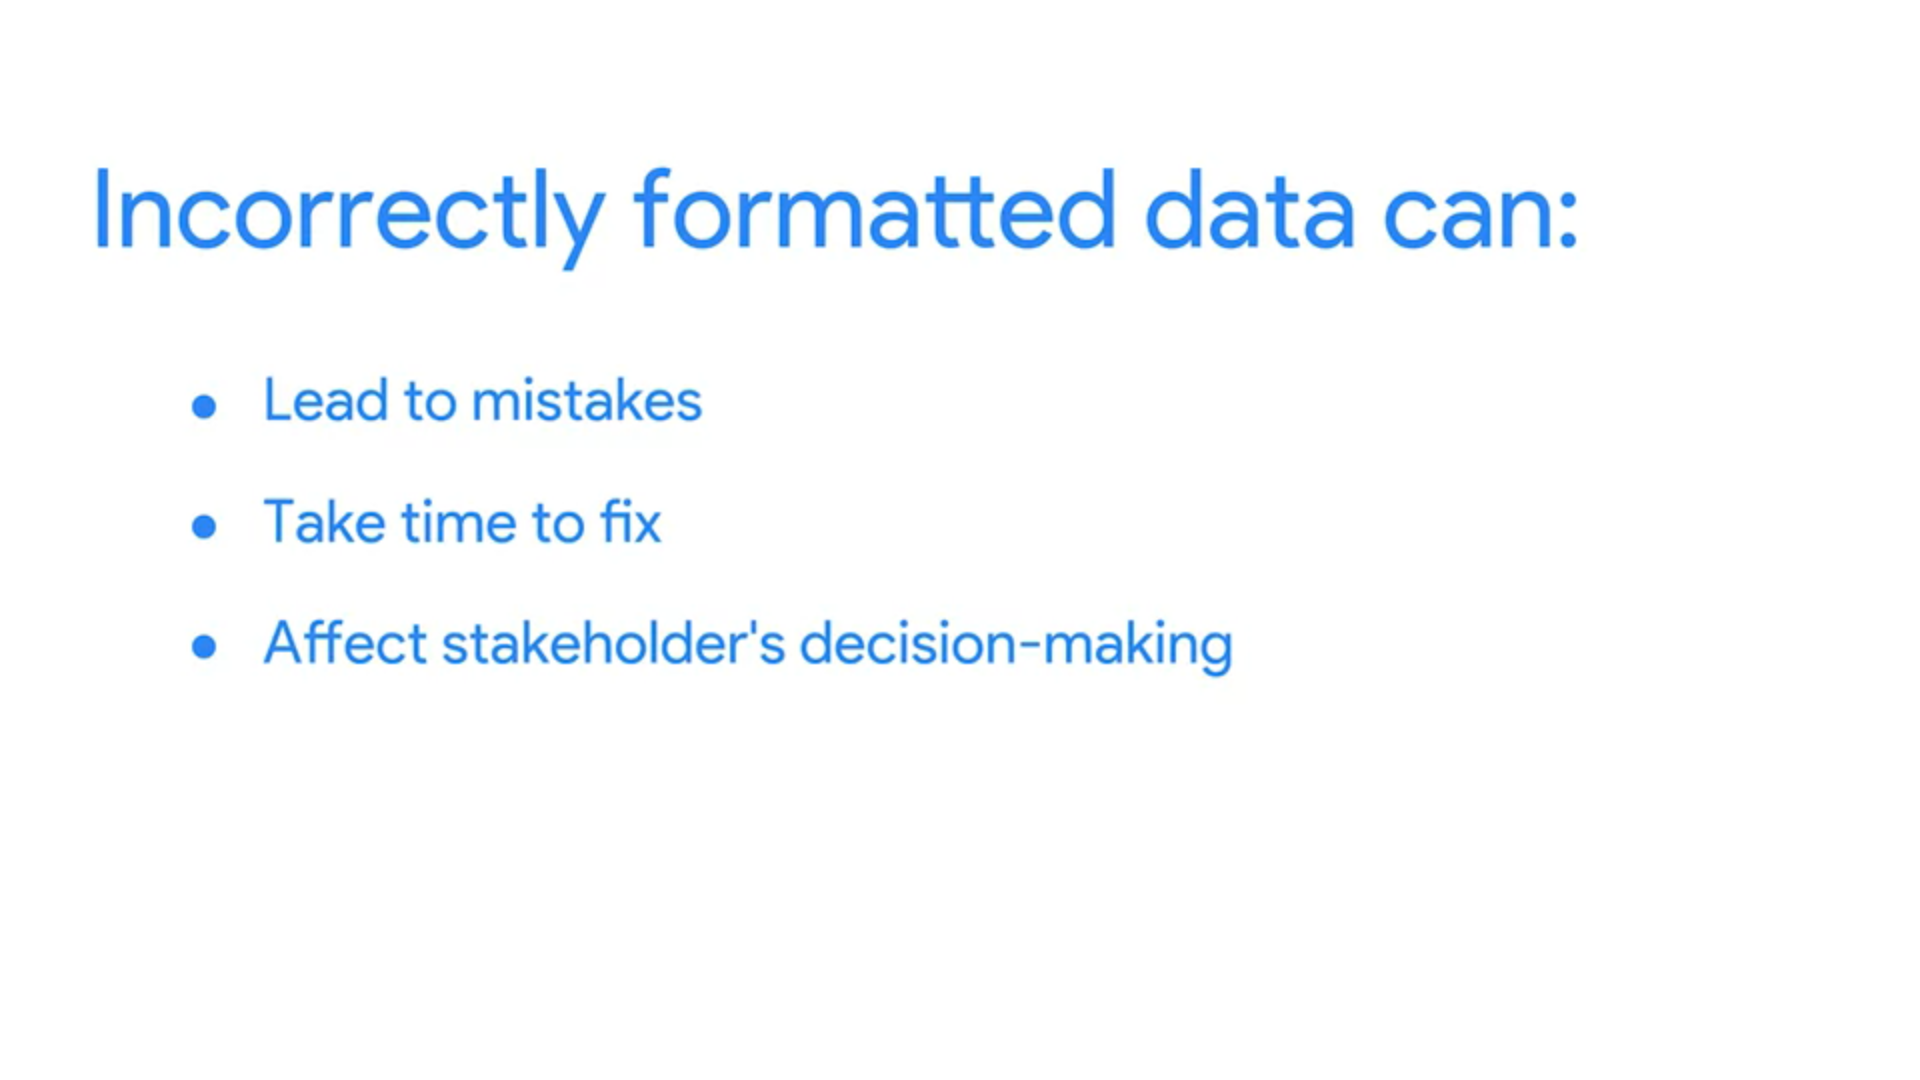 Incorrectly formatted data can:
● Lead to mistakes
● Take time to fix
● Affect stakeholder's decision-making